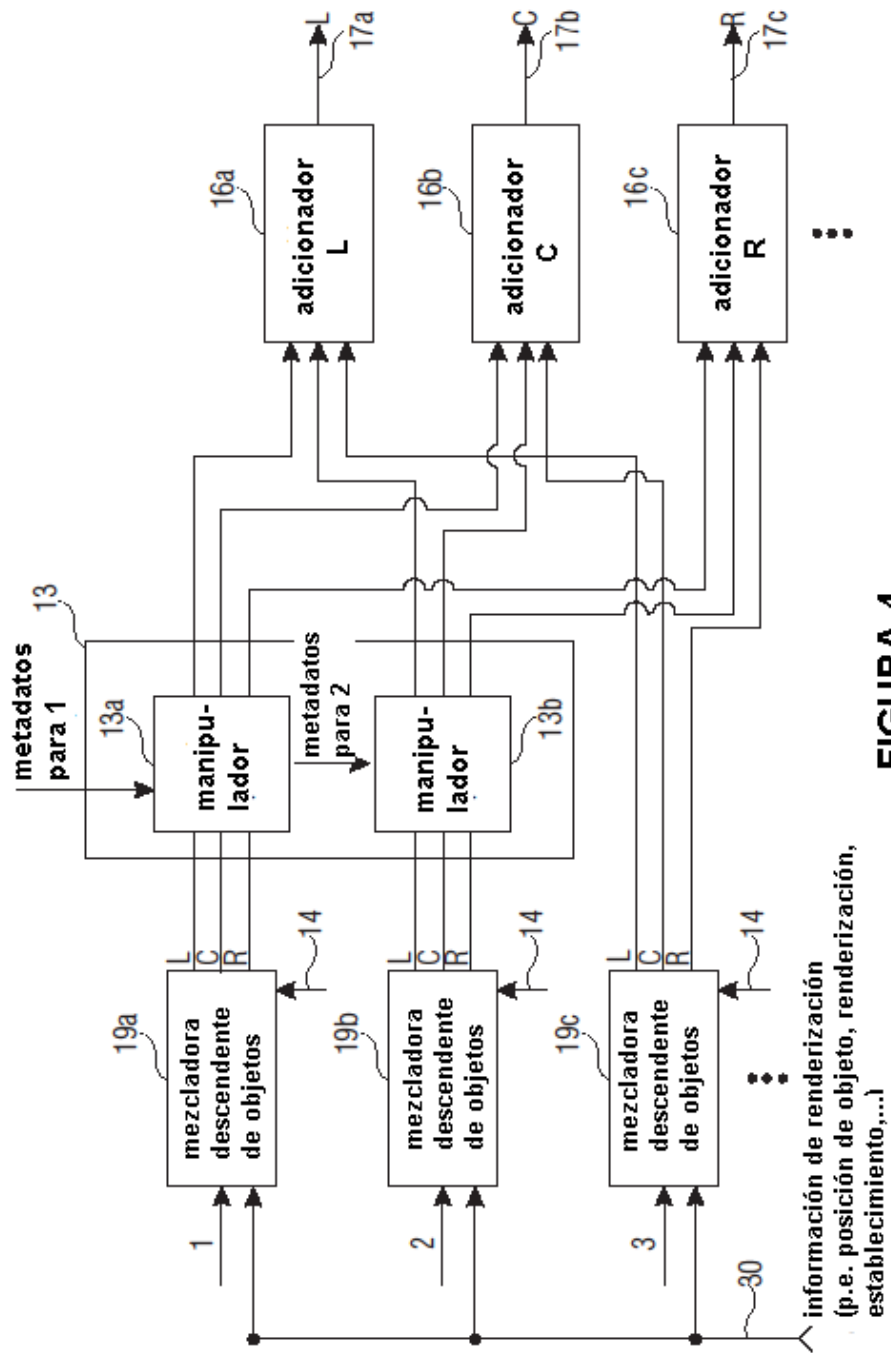 metadatos
para 1
13
13a
manipu-
lador
metadatos
para 2
manipu-
lador
13b
19a
mezcladora
descendente
de objetos
L
C
R
14
1
19b
mezcladora
descendente
de objetos
L
C
R
14
2
19c
mezcladora
descendente
de objetos
L
C
R
14
3
30
16a
adicionador
L
L
17a
16b
adicionador
C
C
17b
16c
adicionador
R
R
17c
información de renderización
(p.e. posición de objeto, renderización,
establecimiento,...)
FIGURA 4